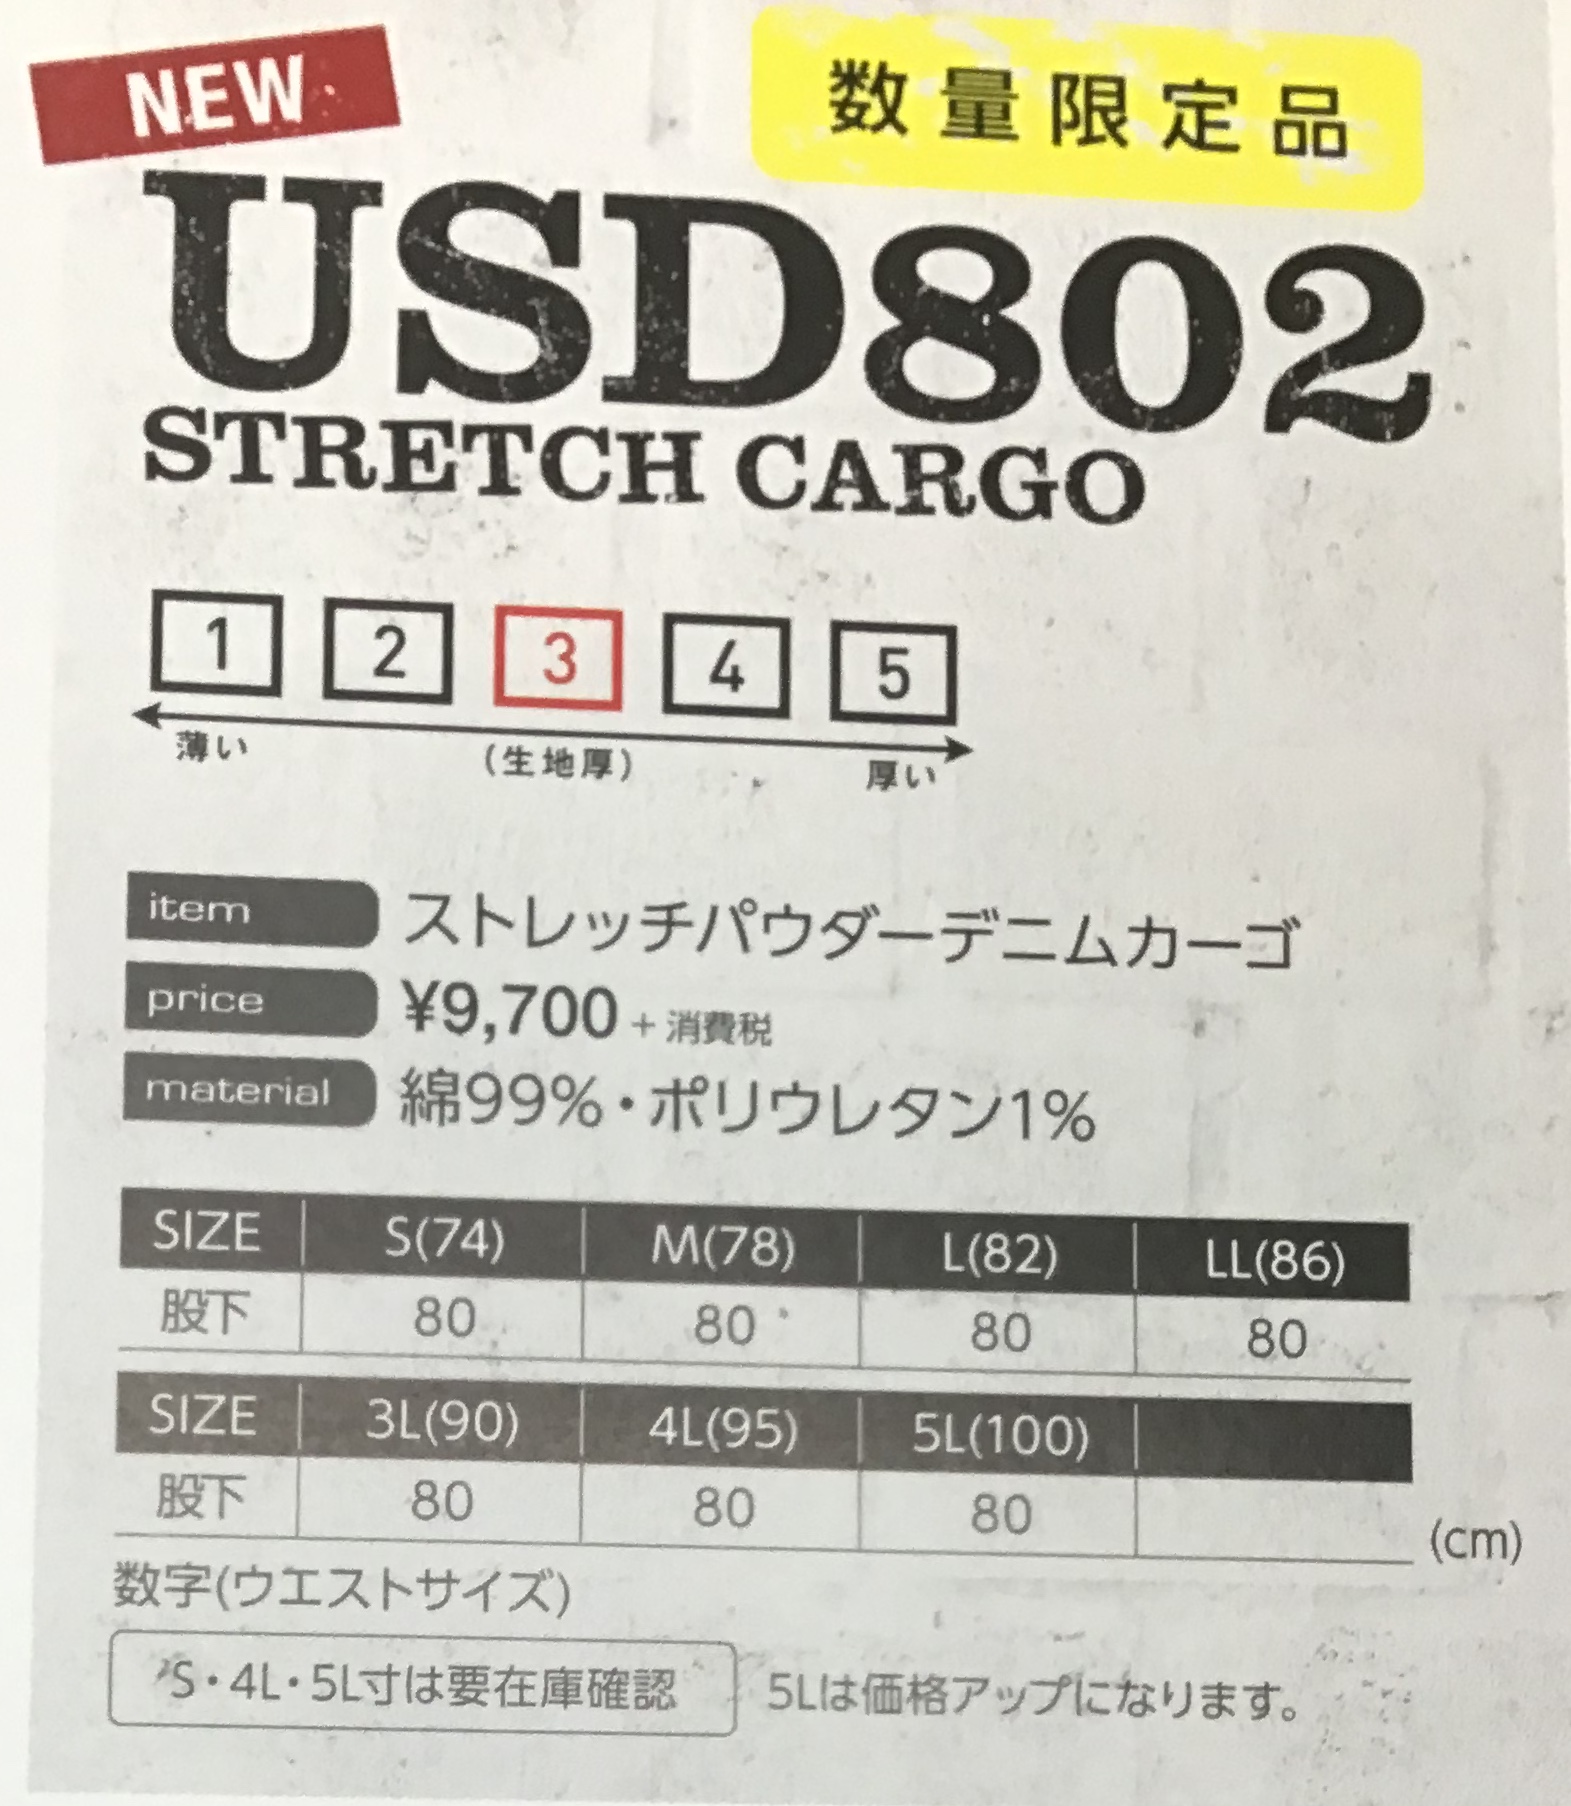 NEW
数量限定品
USD802
STRETCH CARGO
1 2 3 4 5
薄い (生地厚) 厚い
item ストレッチパウダーデニムカーゴ
price ¥9,700 + 消費税
material 綿99%・ポリウレタン1%
SIZE S(74) M(78) L(82) LL(86)
股下 80 80 80 80
SIZE 3L(90) 4L(95) 5L(100)
股下 80 80 80
(cm)
数字(ウエストサイズ)
S・4L・5L寸は要在庫確認 5Lは価格アップになります。